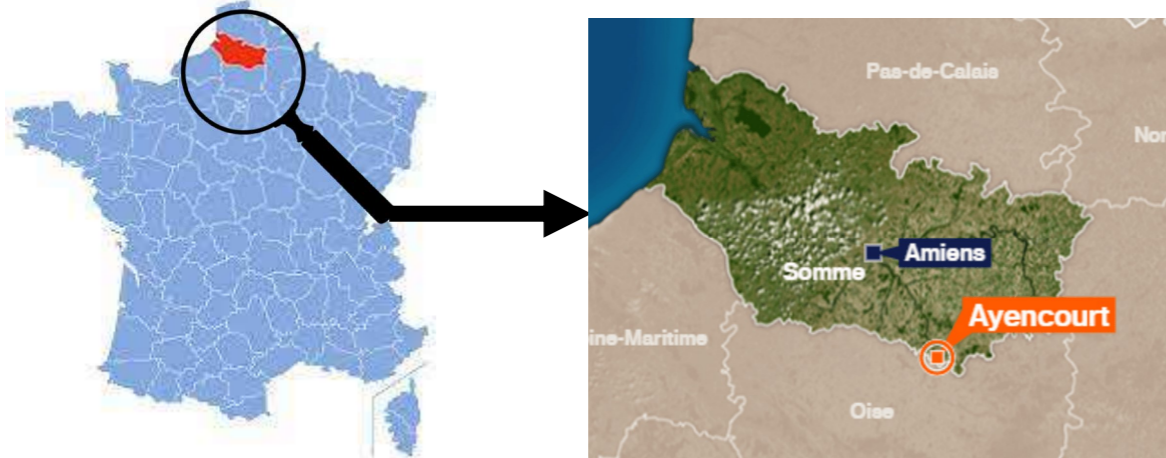 Pas-de-Calais
Nor
Amiens
Somme
Ayencourt
ine-Maritime
Oise